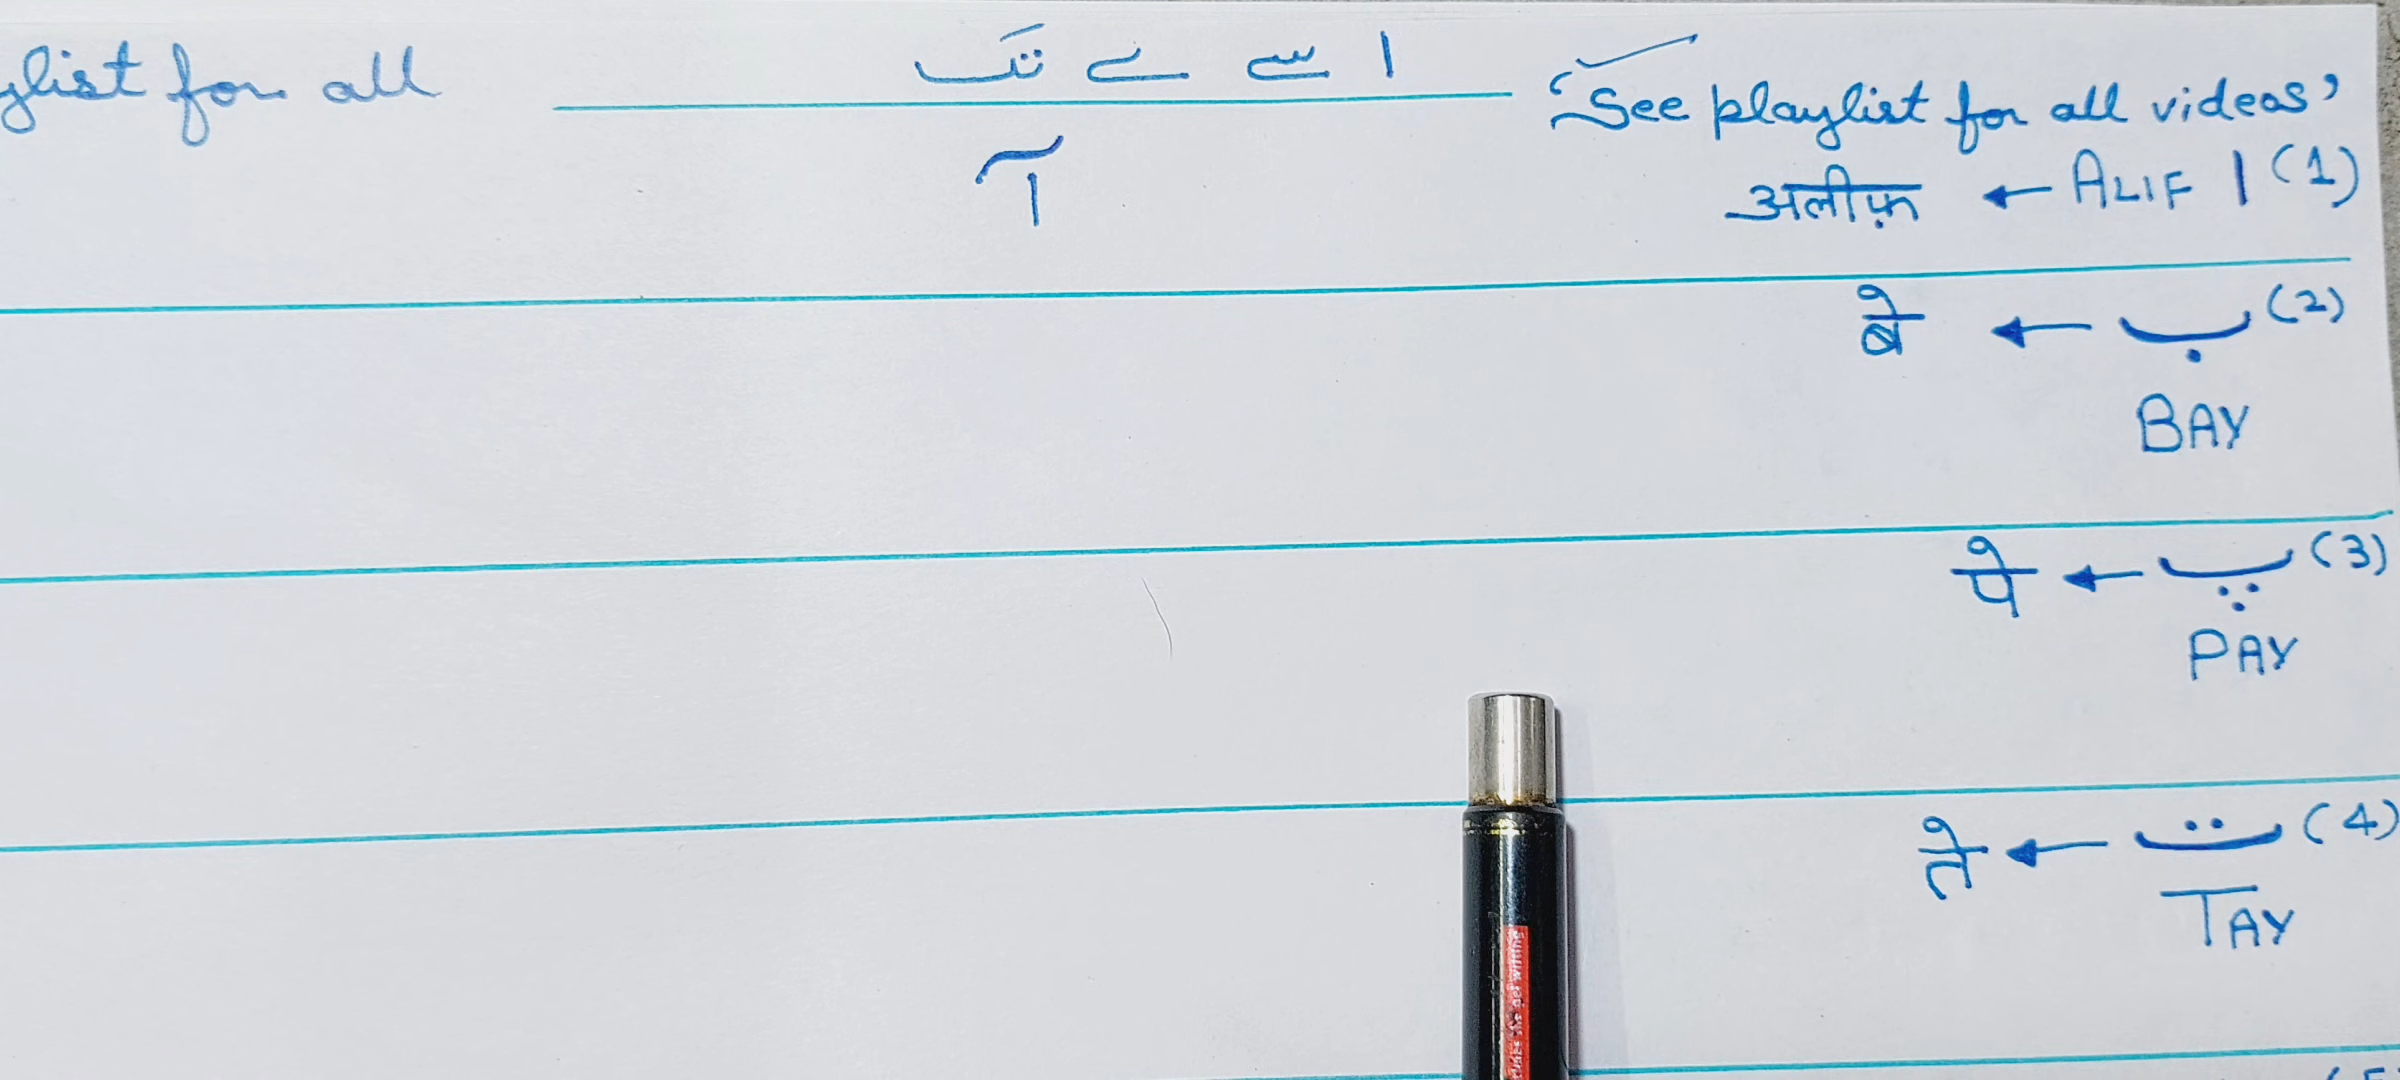 ylist for all
ا سے ے تک
"See playlist for all videos"
آ
(1) ا ALIF ← अलीफ़
(2) ب ← बे
BAY
(3) پ ← पे
PAY
(4) ت ← ते
TAY